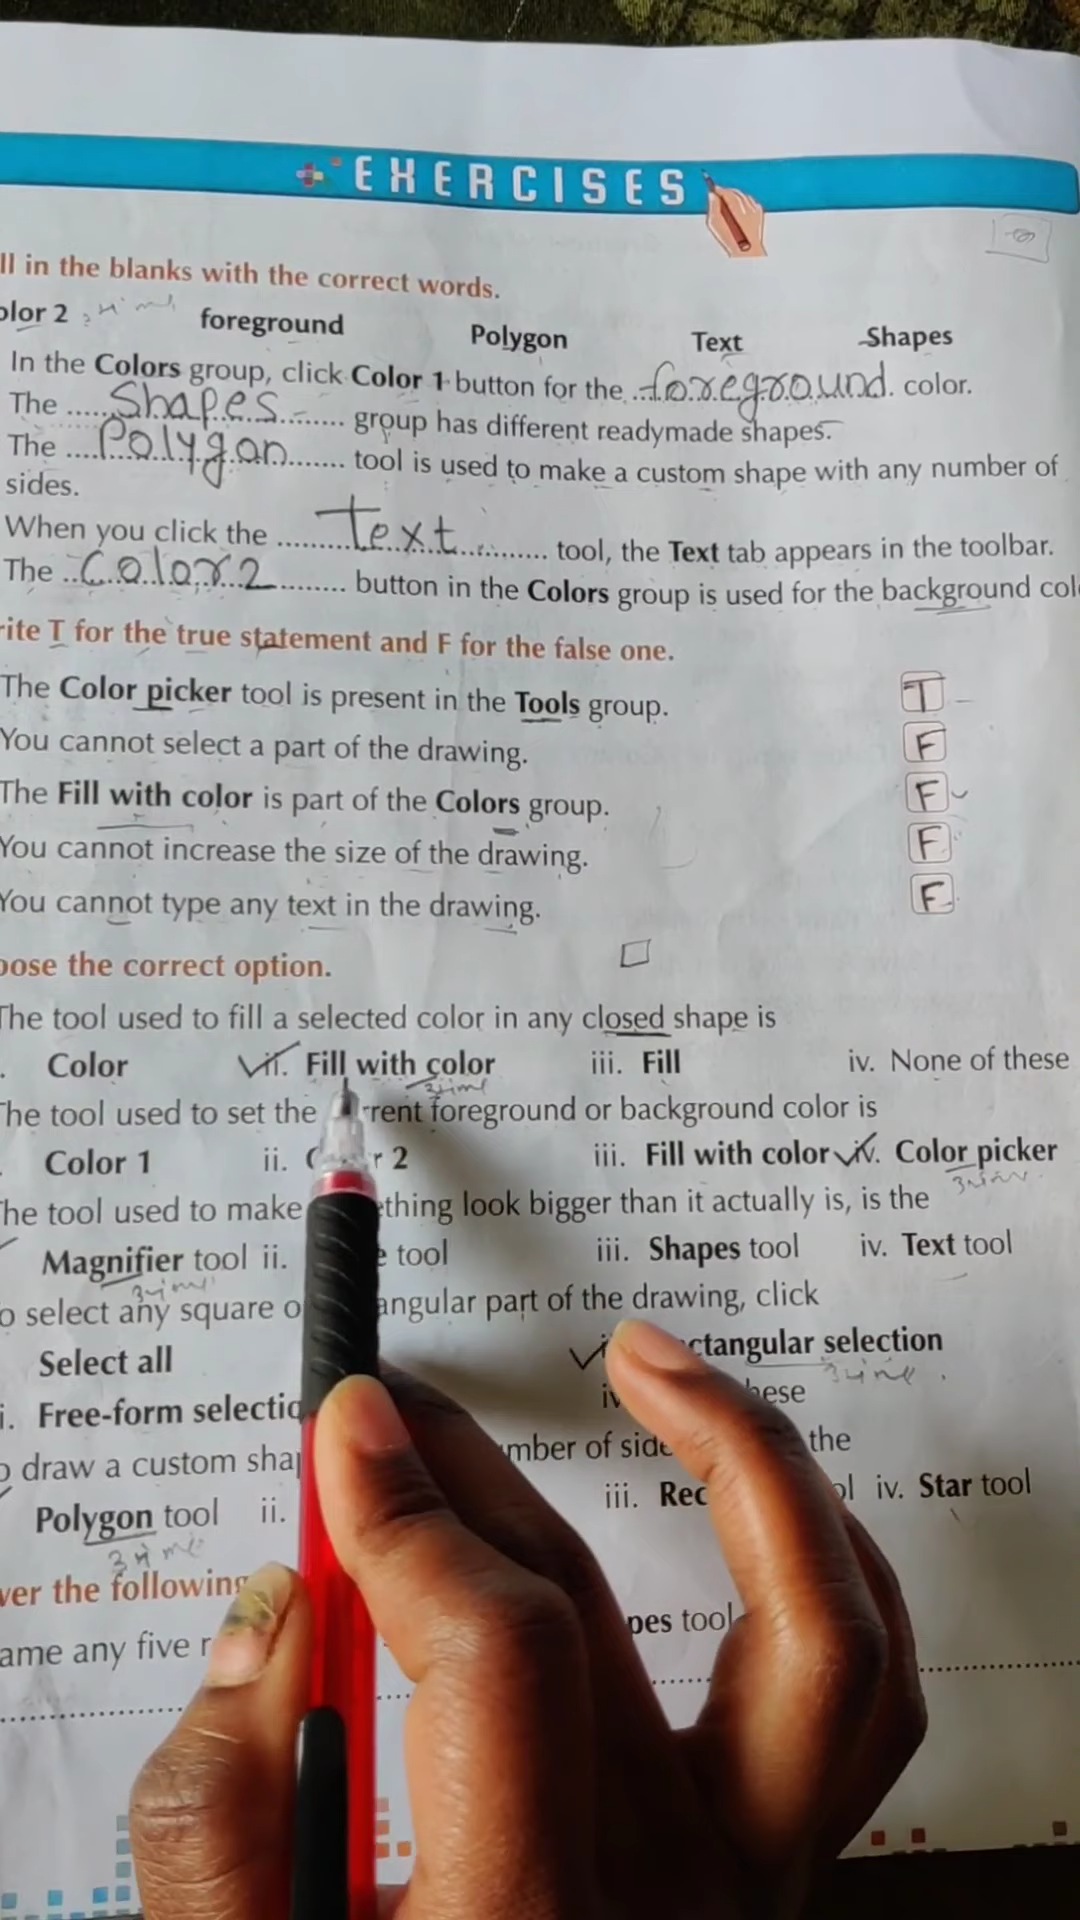 EXERCISES
ll in the blanks with the correct words.
olor 2 foreground Polygon Text Shapes
In the Colors group, click Color 1 button for the foreground color.
The Shapes group has different readymade shapes.
The Polygon tool is used to make a custom shape with any number of
sides.
When you click the Text tool, the Text tab appears in the toolbar.
The Color2 button in the Colors group is used for the background col
rite T for the true statement and F for the false one.
The Color picker tool is present in the Tools group. T
You cannot select a part of the drawing. F
The Fill with color is part of the Colors group. F
You cannot increase the size of the drawing. F
You cannot type any text in the drawing. F
oose the correct option.
The tool used to fill a selected color in any closed shape is
Color ii. Fill with color iii. Fill iv. None of these
The tool used to set the rrent foreground or background color is
Color 1 ii. C r 2 iii. Fill with color iv. Color picker
he tool used to make ething look bigger than it actually is, is the
Magnifier tool ii. e tool iii. Shapes tool iv. Text tool
o select any square o angular part of the drawing, click
Select all ctangular selection
i. Free-form selectio iv hese
o draw a custom sha mber of side the
Polygon tool ii. iii. Rec ol iv. Star tool
ver the following
ame any five r pes tool